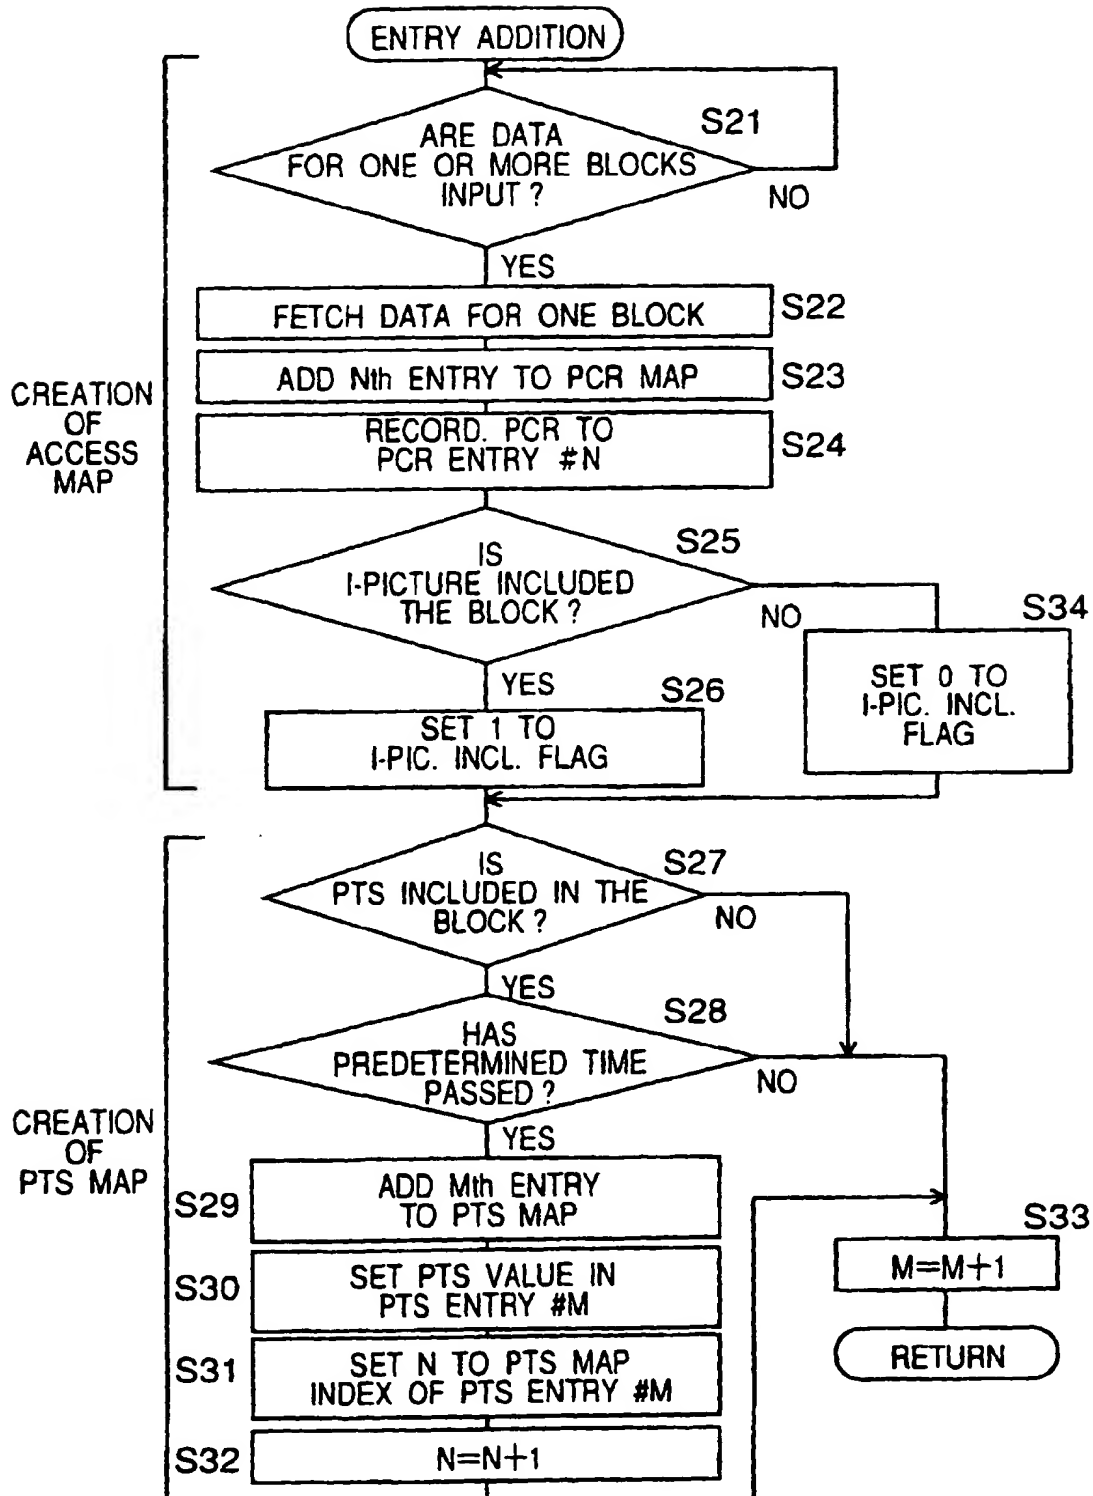 ENTRY ADDITION
S21
ARE DATA
FOR ONE OR MORE BLOCKS
INPUT ?
NO
YES
FETCH DATA FOR ONE BLOCK
S22
ADD Nth ENTRY TO PCR MAP
S23
RECORD. PCR TO
PCR ENTRY #N
S24
CREATION
OF
ACCESS
MAP
S25
IS
I-PICTURE INCLUDED
THE BLOCK ?
NO
S34
YES
SET 0 TO
I-PIC. INCL.
FLAG
S26
SET 1 TO
I-PIC. INCL. FLAG
S27
IS
PTS INCLUDED IN THE
BLOCK ?
NO
YES
S28
HAS
PREDETERMINED TIME
PASSED ?
NO
YES
CREATION
OF
PTS MAP
S29
ADD Mth ENTRY
TO PTS MAP
S33
M=M+1
S30
SET PTS VALUE IN
PTS ENTRY #M
RETURN
S31
SET N TO PTS MAP
INDEX OF PTS ENTRY #M
S32
N=N+1